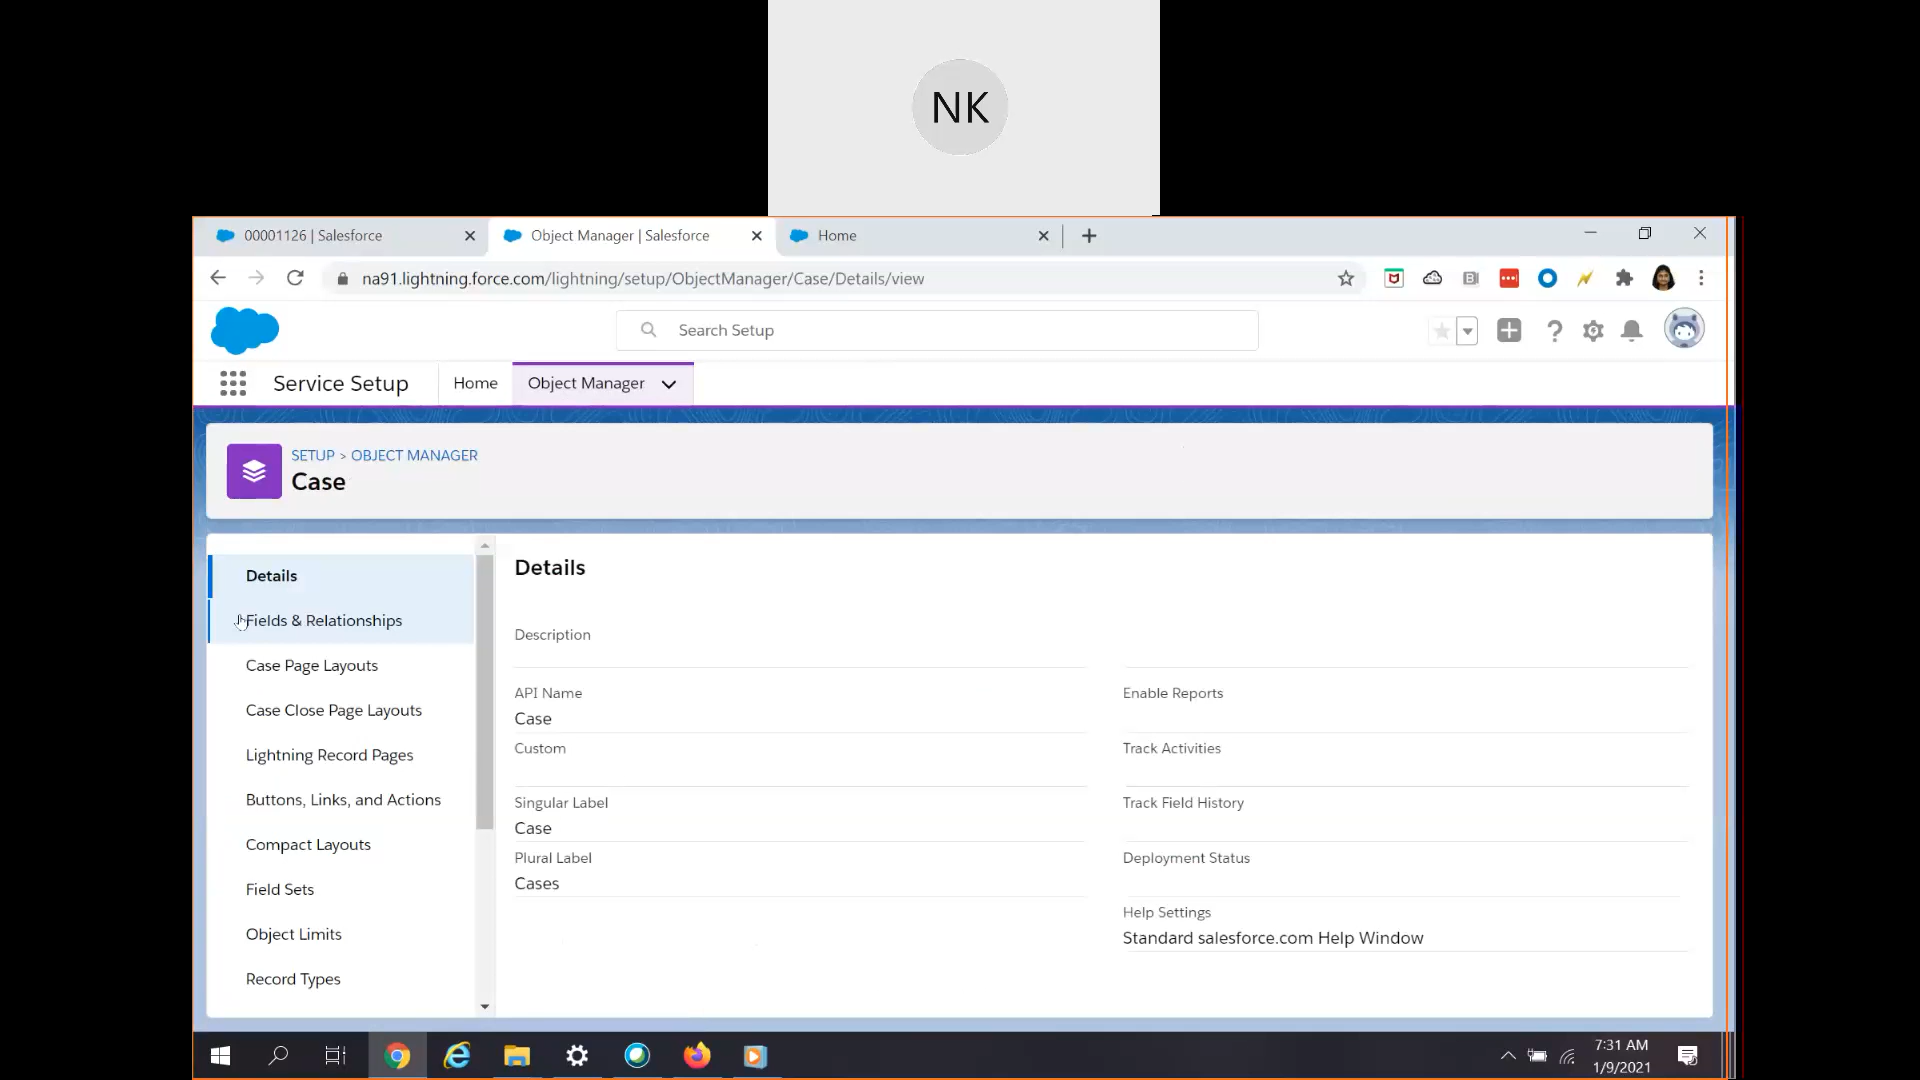 NK
00001126 | Salesforce
Object Manager | Salesforce
Home
na91.lightning.force.com/lightning/setup/ObjectManager/Case/Details/view
Search Setup
Service Setup
Home
Object Manager
SETUP > OBJECT MANAGER
Case
Details
Fields & Relationships
Case Page Layouts
Case Close Page Layouts
Lightning Record Pages
Buttons, Links, and Actions
Compact Layouts
Field Sets
Object Limits
Record Types
Details
Description
API Name
Case
Custom
Singular Label
Case
Plural Label
Cases
Enable Reports
Track Activities
Track Field History
Deployment Status
Help Settings
Standard salesforce.com Help Window
7:31 AM
1/9/2021